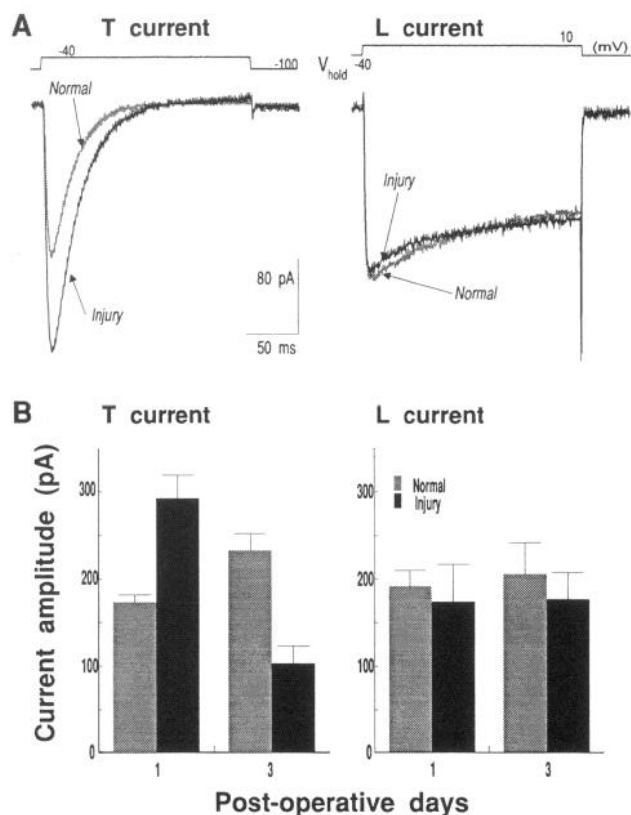 A T current L current
-40 -100
10 (mV)
V hold -40
Normal
Injury
Injury
Normal
80 pA
50 ms
B T current L current
Current amplitude (pA)
300
200
100
0
1 3
300
200
100
0
Normal
Injury
1 3
Post-operative days